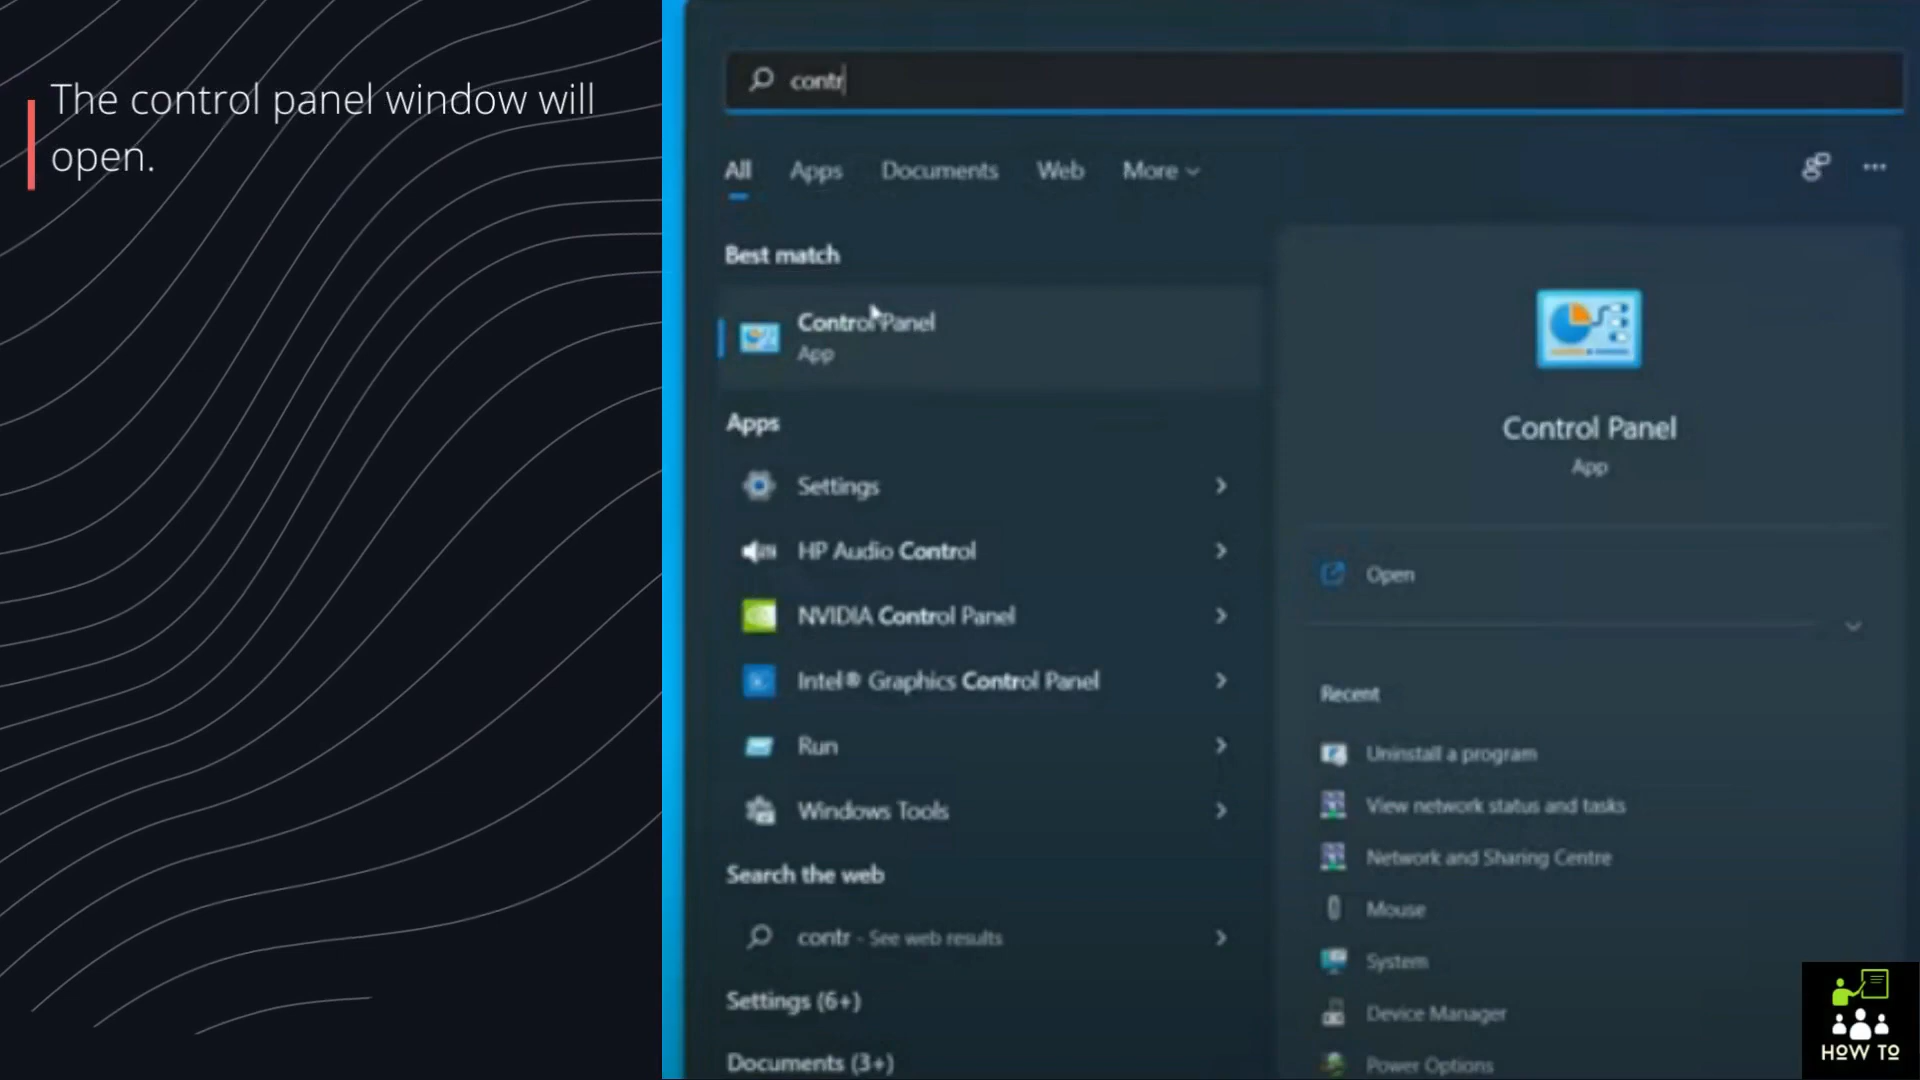 The control panel window will
open.
contr
All Apps Documents Web More
Best match
Control Panel
App
Apps
Settings
HP Audio Control
NVIDIA Control Panel
Intel® Graphics Control Panel
Run
Windows Tools
Search the web
contr - See web results
Settings (6+)
Documents (3+)
Control Panel
App
Open
Recent
Uninstall a program
View network status and tasks
Network and Sharing Centre
Mouse
System
Device Manager
Power Options
HOW TO